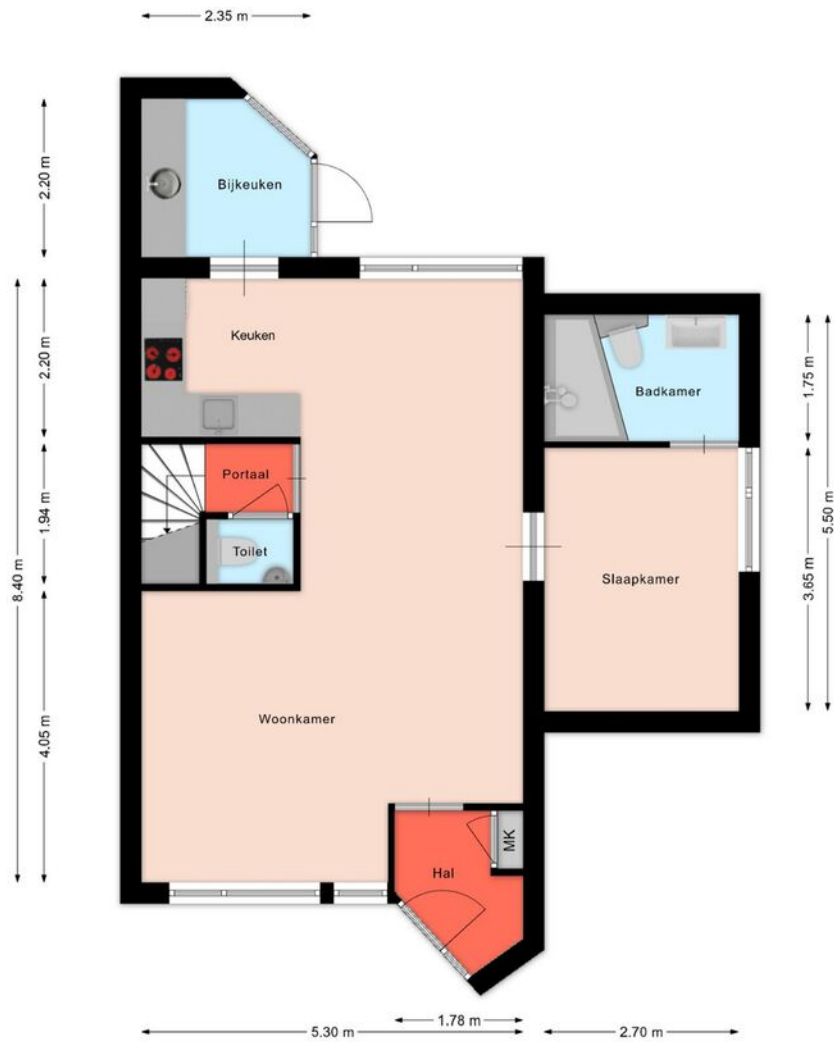 2.35 m
2.20 m
Bijkeuken
8.40 m
2.20 m
Keuken
1.75 m
Badkamer
5.50 m
1.94 m
Portaal
Toilet
3.65 m
Slaapkamer
4.05 m
Woonkamer
MK
Hal
1.78 m
5.30 m
2.70 m